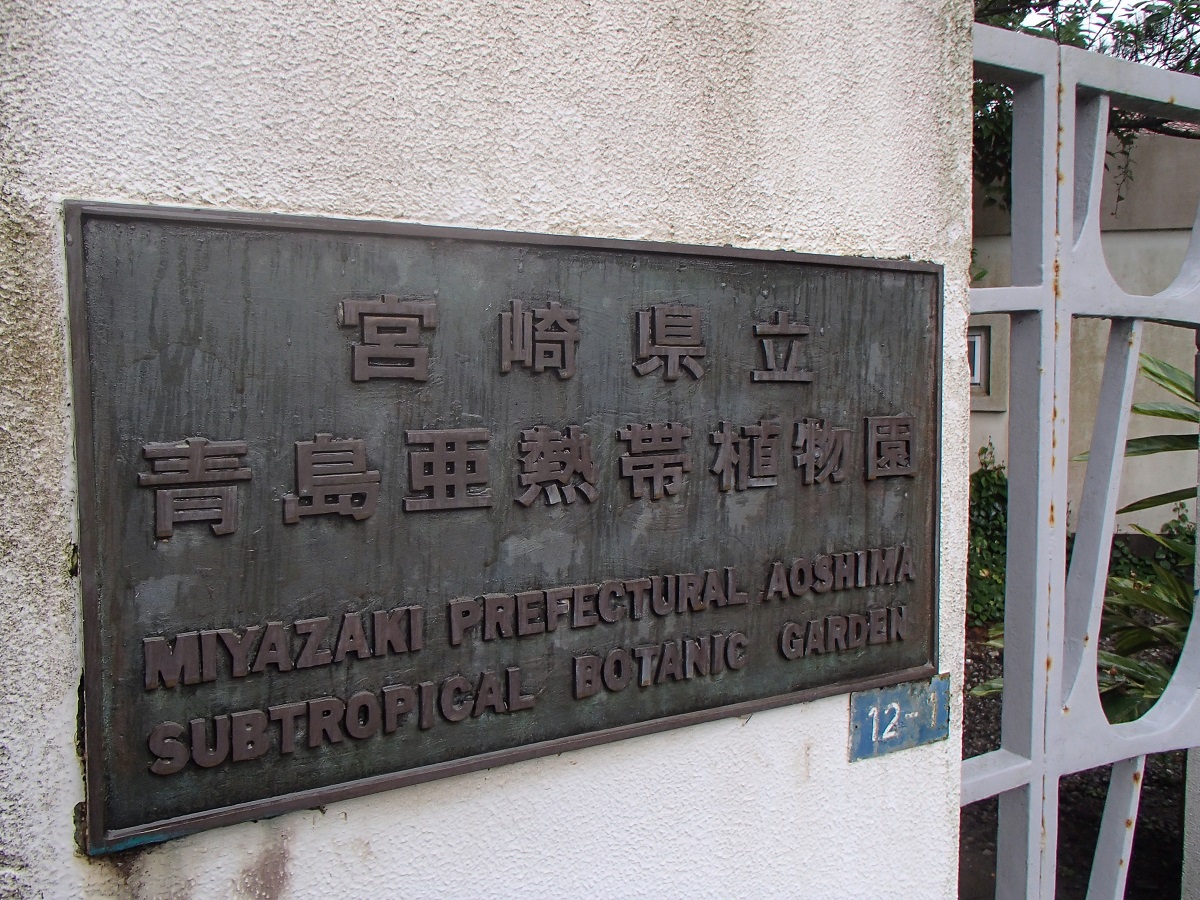 宮崎県立
青島亜熱帯植物園
MIYAZAKI PREFECTURAL AOSHIMA
SUBTROPICAL BOTANIC GARDEN
12-1